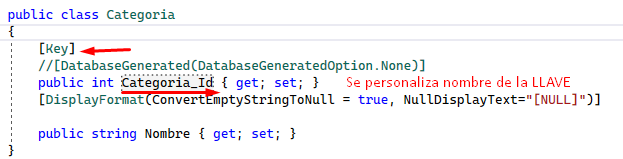 public class Categoria
{
[Key]
//[DatabaseGenerated(DatabaseGeneratedOption.None)]
public int Categoria_Id { get; set; } Se personaliza nombre de la LLAVE
[DisplayFormat(ConvertEmptyStringToNull = true, NullDisplayText="[NULL]")]
public string Nombre { get; set; }
}